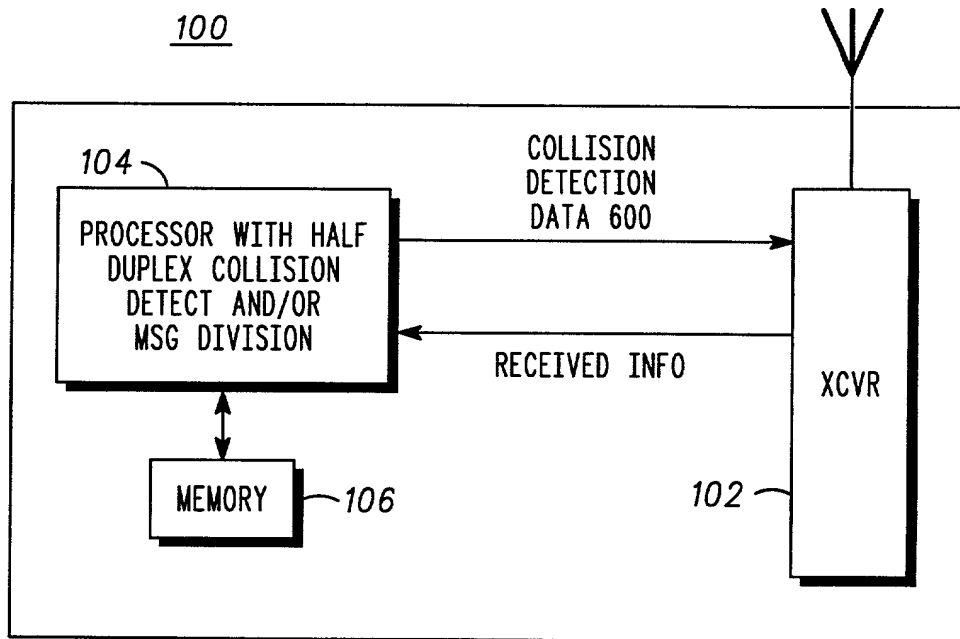 100
104
PROCESSOR WITH HALF
DUPLEX COLLISION
DETECT AND/OR
MSG DIVISION
COLLISION
DETECTION
DATA 600
RECEIVED INFO
XCVR
102
MEMORY
106